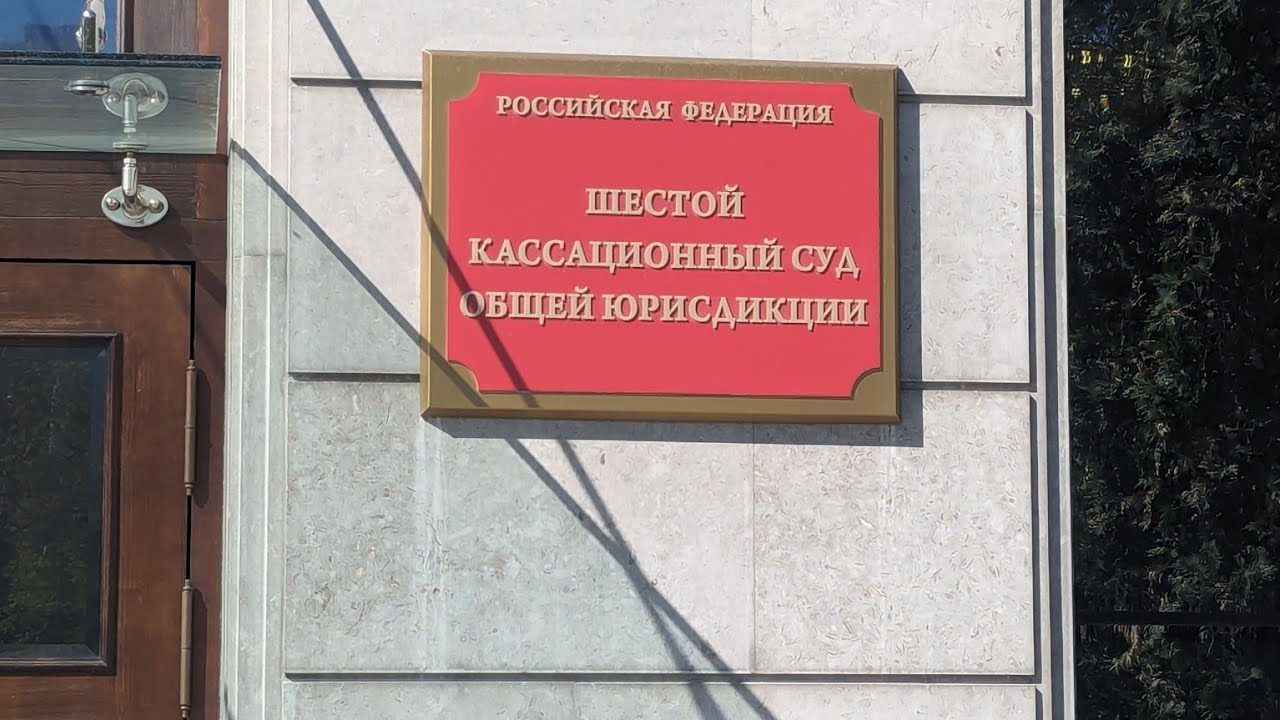 РОССИЙСКАЯ ФЕДЕРАЦИЯ
ШЕСТОЙ
КАССАЦИОННЫЙ СУД
ОБЩЕЙ ЮРИСДИКЦИИ